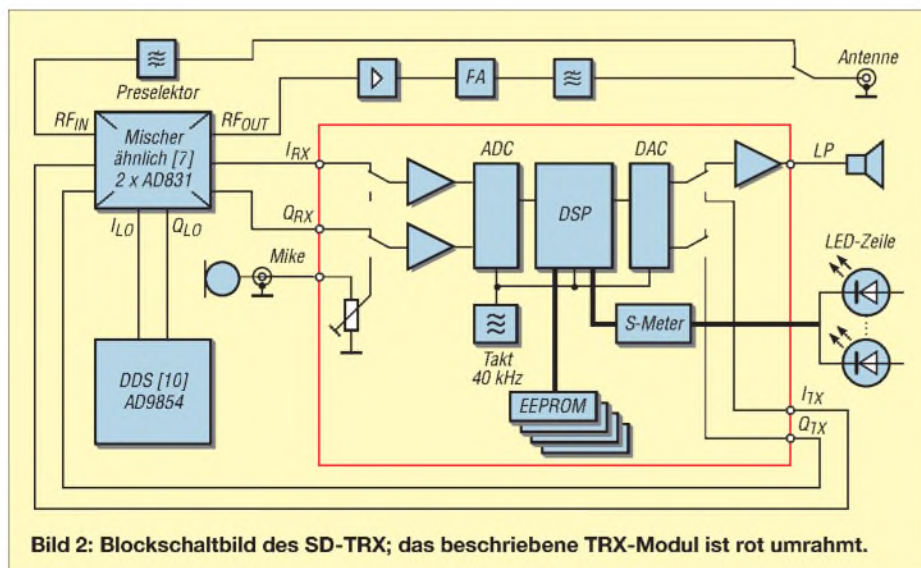 Preselektor
FA
Antenne
RF_IN
RF_OUT
Mischer
ähnlich [7]
2 x AD831
I_RX
ADC
DAC
LP
DSP
I_LO
Q_LO
Q_RX
Mike
LED-Zeile
S-Meter
Takt
40 kHz
DDS [10]
AD9854
EEPROM
I_TX
Q_TX
Bild 2: Blockschaltbild des SD-TRX; das beschriebene TRX-Modul ist rot umrahmt.